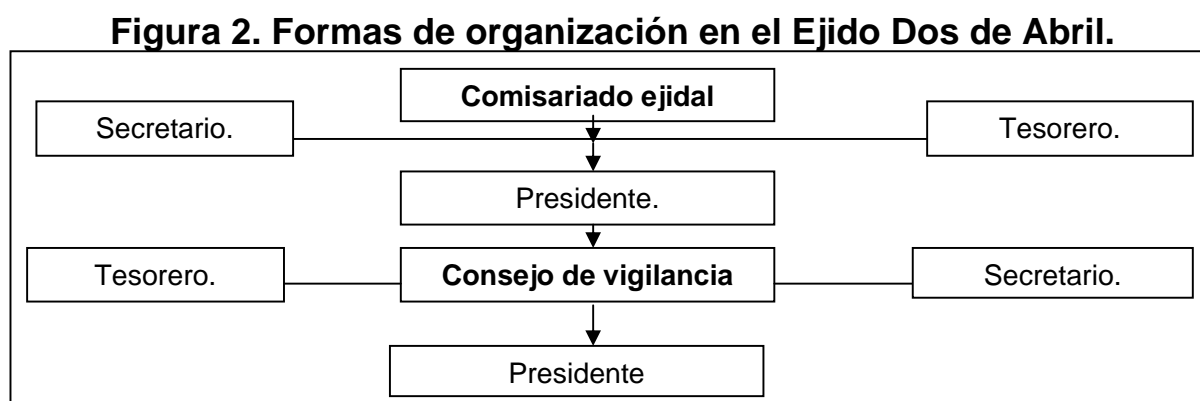 Figura 2. Formas de organización en el Ejido Dos de Abril.
Comisariado ejidal
Secretario.
Tesorero.
Presidente.
Tesorero.
Consejo de vigilancia
Secretario.
Presidente